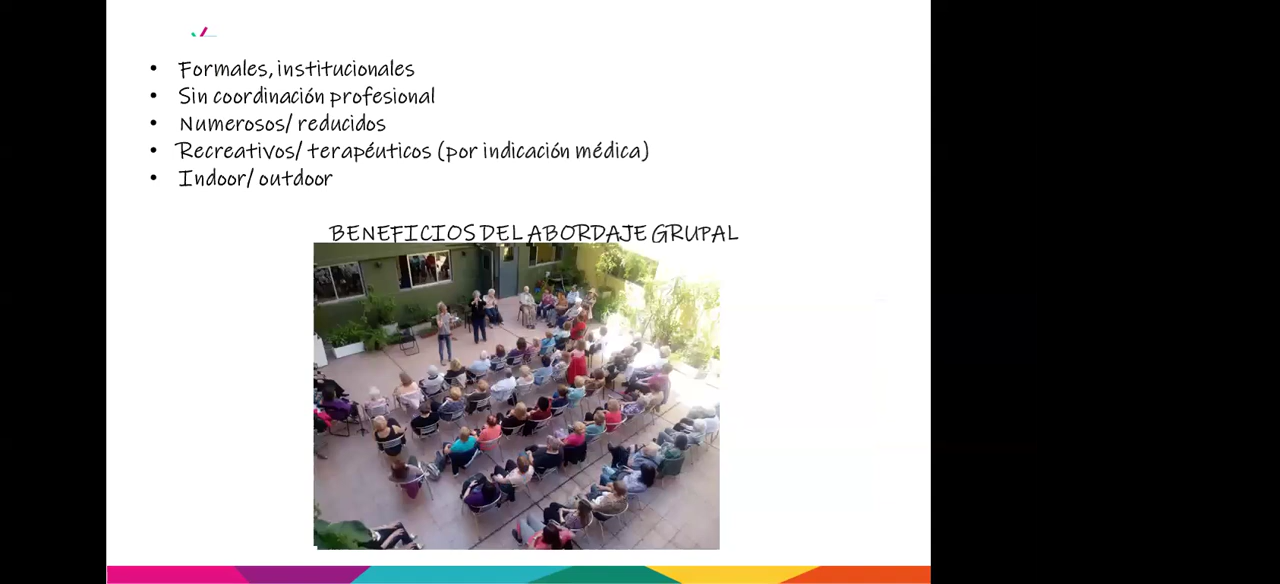 • Formales, institucionales
• Sin coordinación profesional
• Numerosos/ reducidos
• Recreativos/ terapéuticos (por indicación médica)
• Indoor/ outdoor
BENEFICIOS DEL ABORDAJE GRUPAL